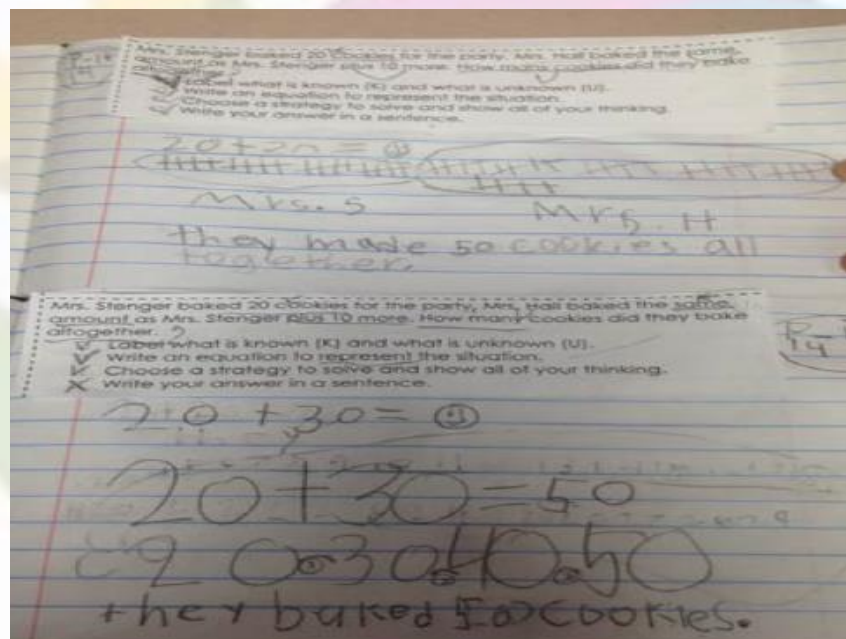 Mrs. Stenger baked 20 cookies for the party. Mrs. Hall baked the same
amount as Mrs. Stenger plus 10 more. How many cookies did they bake
altogether?
Label what is known (K) and what is unknown (U).
Write an equation to represent the situation.
Choose a strategy to solve and show all of your thinking.
Write your answer in a sentence.
20+20=
Mrs. S Mrs. H
they made 50 cookies all
together.
Mrs. Stenger baked 20 cookies for the party. Mrs. Hall baked the same
amount as Mrs. Stenger plus 10 more. How many cookies did they bake
altogether. ?
Label what is known (K) and what is unknown (U).
Write an equation to represent the situation.
Choose a strategy to solve and show all of your thinking.
Write your answer in a sentence.
20 +30=
20+30=50
20 30 40 50
they baked 50 cookies.